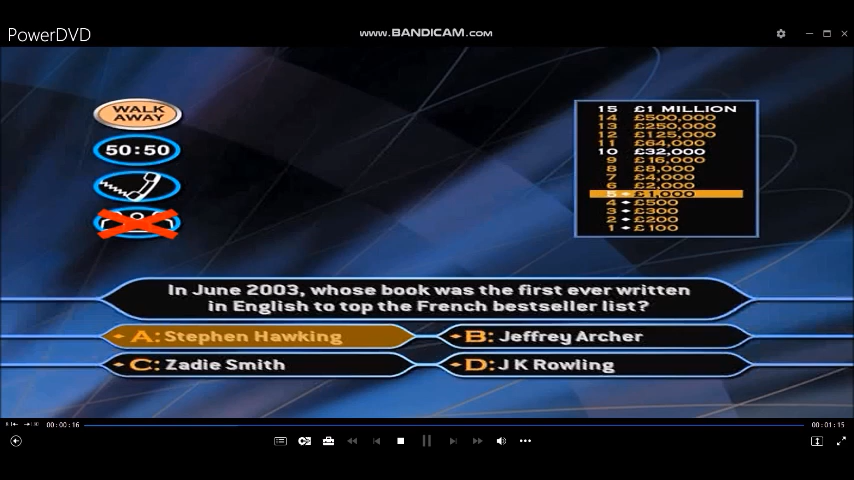 PowerDVD
www.BANDICAM.com
WALK
AWAY
50:50
15 £1 MILLION
14 £500,000
13 £250,000
12 £125,000
11 £64,000
10 £32,000
9 £16,000
8 £8,000
7 £4,000
6 £2,000
5 £1,000
4 £500
3 £300
2 £200
1 £100
In June 2003, whose book was the first ever written
in English to top the French bestseller list?
A: Stephen Hawking
B: Jeffrey Archer
C: Zadie Smith
D: J K Rowling
00:00:16
00:01:15